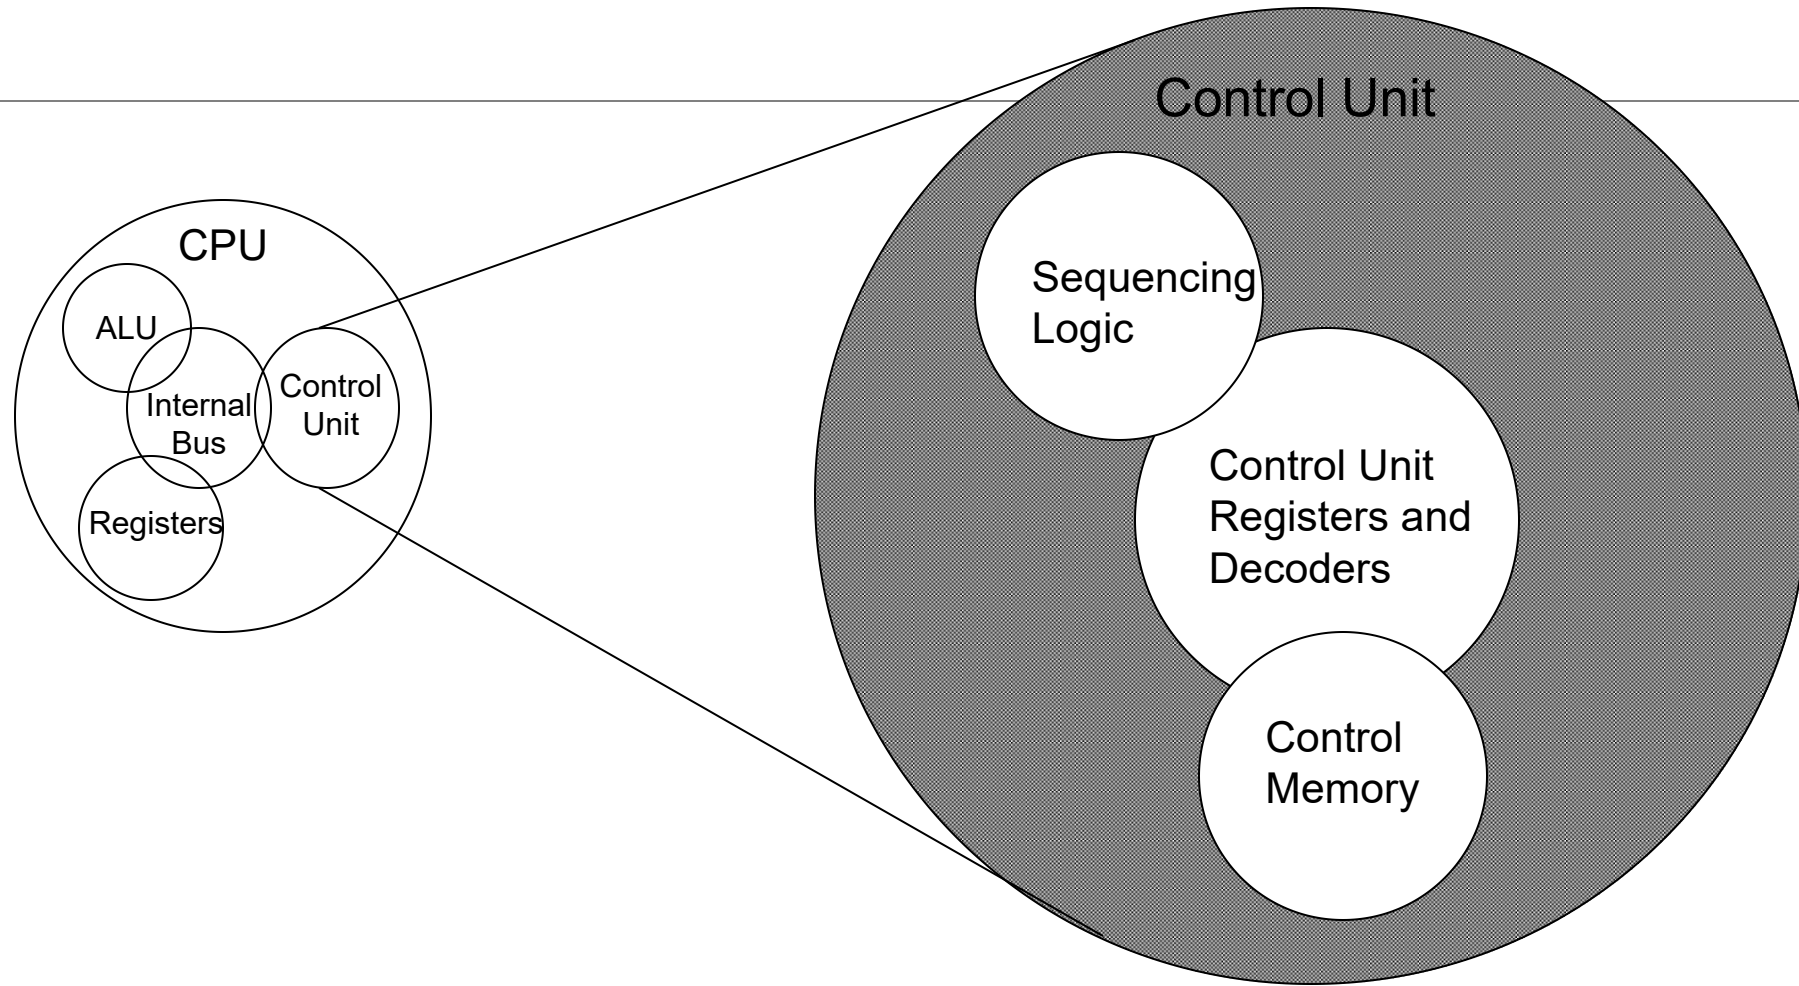 Control Unit
CPU
ALU
Internal
Bus
Control
Unit
Registers
Sequencing
Logic
Control Unit
Registers and
Decoders
Control
Memory